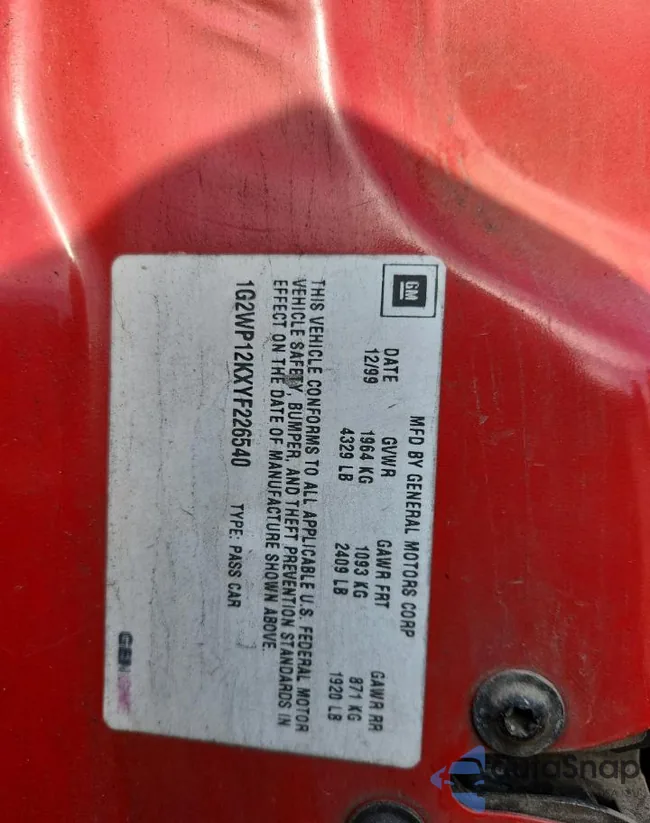 GM
MFD BY GENERAL MOTORS CORP
DATE GVWR GAWR FRT GAWR RR
12/99 1964 KG 1093 KG 871 KG
4329 LB 2409 LB 1920 LB
THIS VEHICLE CONFORMS TO ALL APPLICABLE U.S. FEDERAL MOTOR
VEHICLE SAFETY, BUMPER, AND THEFT PREVENTION STANDARDS IN
EFFECT ON THE DATE OF MANUFACTURE SHOWN ABOVE.
1G2WP12KXYF226540 TYPE: PASS CAR